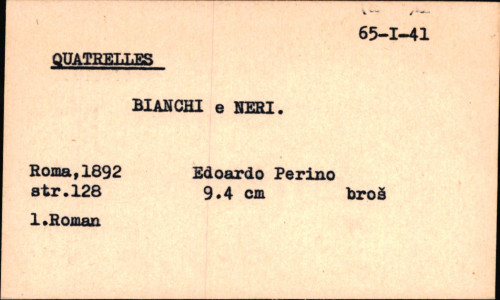 65-I-41
QUATRELLES
BIANCHI e NERI.
Roma,1892 Edoardo Perino
str.128 9.4 cm broš
1.Roman